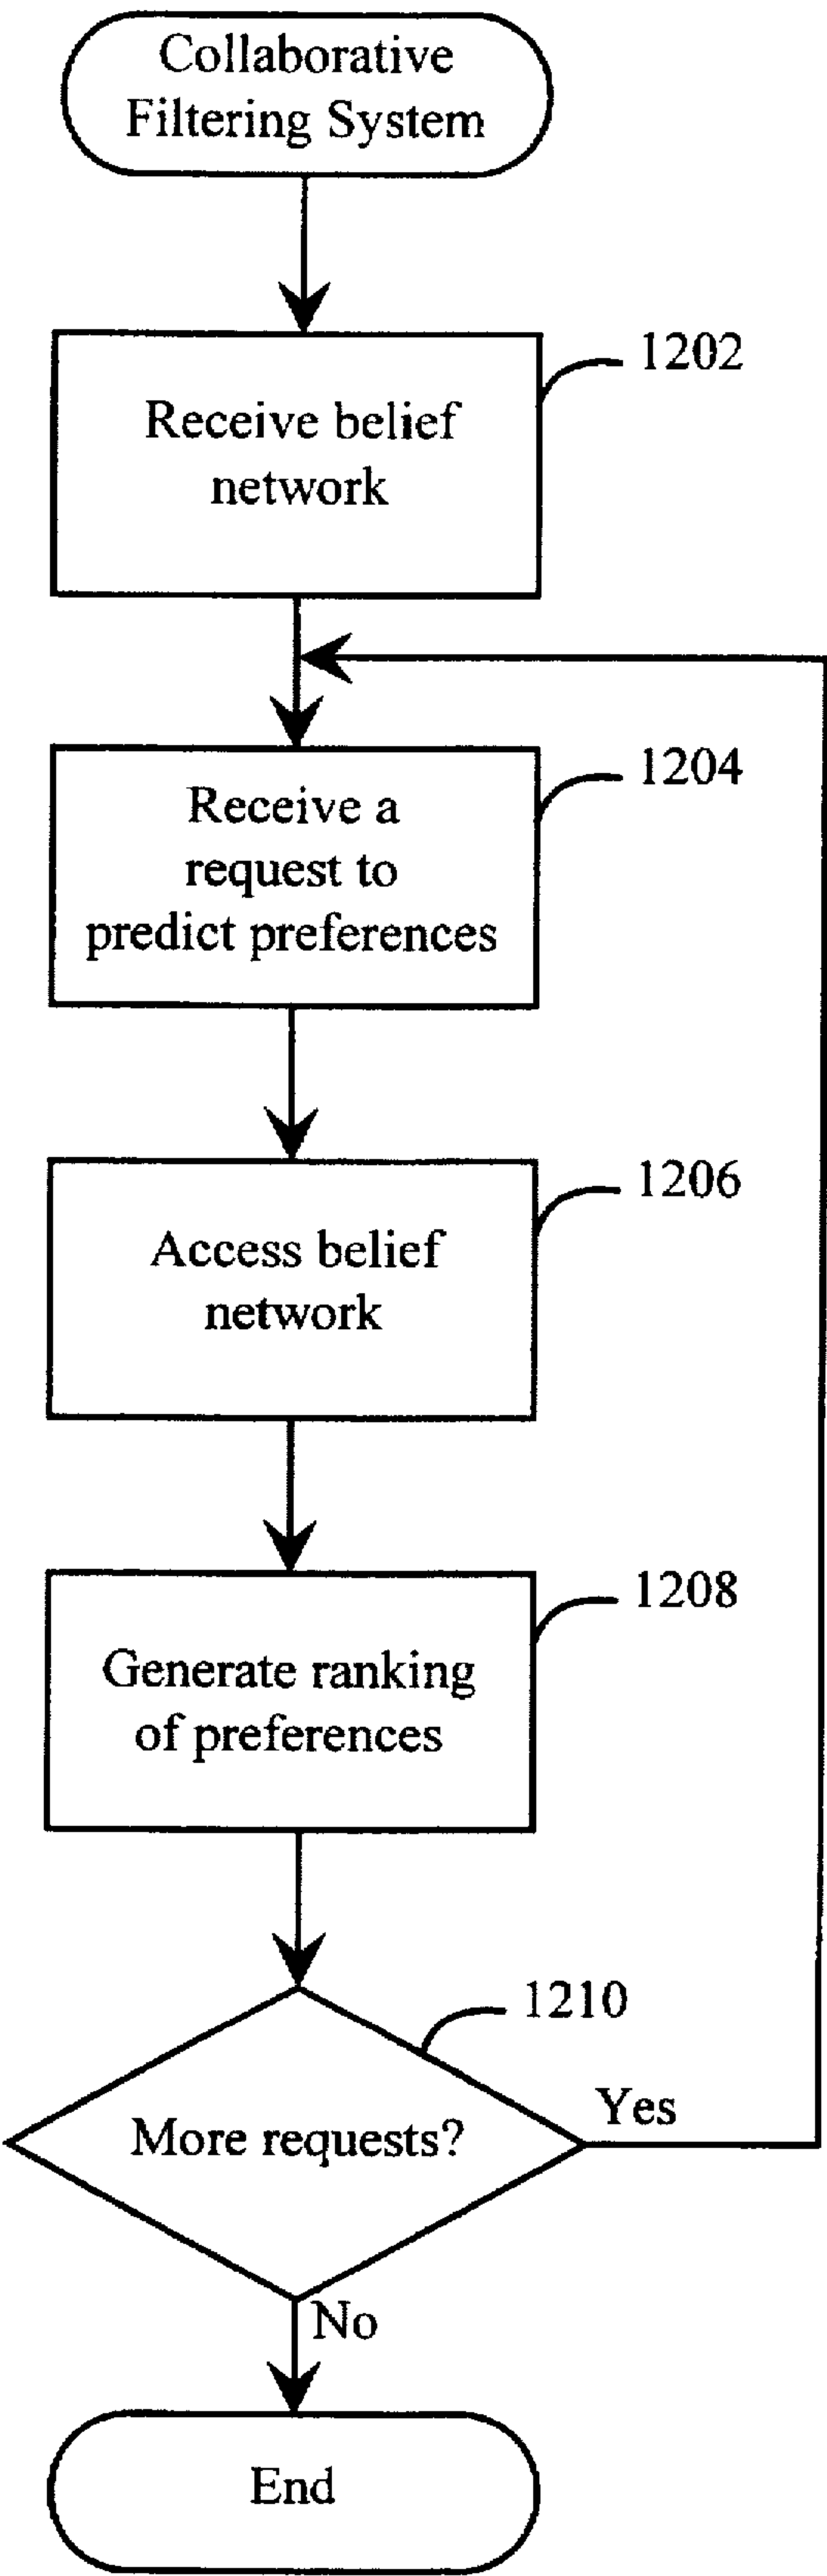 Collaborative
Filtering System
1202
Receive belief
network
1204
Receive a
request to
predict preferences
1206
Access belief
network
1208
Generate ranking
of preferences
1210
More requests?
Yes
No
End